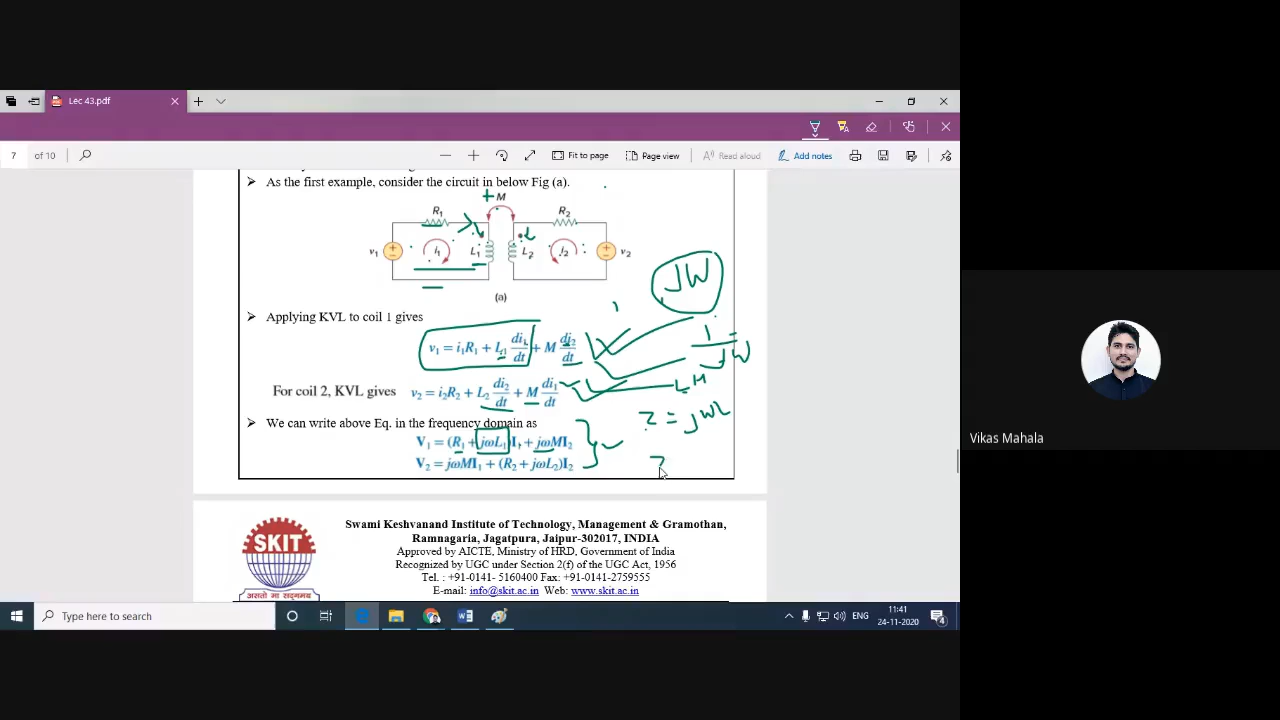 Lec 43.pdf
7 of 10
Fit to page
Page view
Read aloud
Add notes
➢ As the first example, consider the circuit in below Fig (a).
+ M
R₁ R₂
v₁ i₁ L₁ L₂ i₂ v₂
(a)
jω
➢ Applying KVL to coil 1 gives
v₁ = i₁R₁ + L₁ di₁/dt + M di₂/dt
1/jω
For coil 2, KVL gives v₂ = i₂R₂ + L₂ di₂/dt + M di₁/dt
L M
Z = jωL
➢ We can write above Eq. in the frequency domain as
V₁ = (R₁ + jωL₁)I₁ + jωMI₂
V₂ = jωMI₁ + (R₂ + jωL₂)I₂
Vikas Mahala
SKIT
Swami Keshvanand Institute of Technology, Management & Gramothan,
Ramnagaria, Jagatpura, Jaipur-302017, INDIA
Approved by AICTE, Ministry of HRD, Government of India
Recognized by UGC under Section 2(f) of the UGC Act, 1956
Tel. : +91-0141- 5160400 Fax: +91-0141-2759555
E-mail: info@skit.ac.in Web: www.skit.ac.in
असतो मा सद्गमय
Type here to search
ENG
11:41
24-11-2020
4